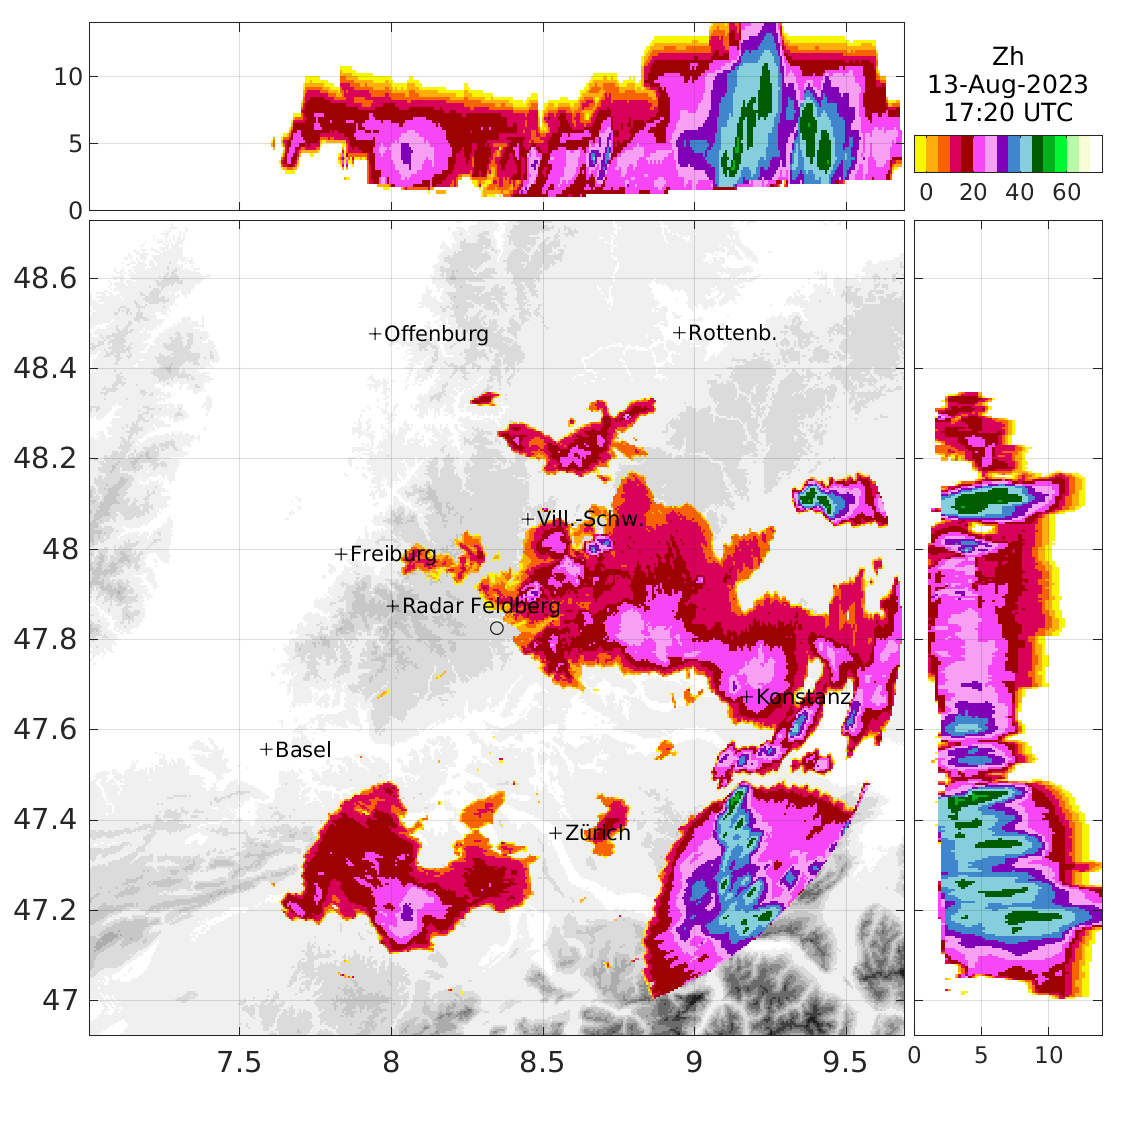 10
5
0
Zh
13-Aug-2023
17:20 UTC
0 20 40 60
48.6
48.4
48.2
48
47.8
47.6
47.4
47.2
47
+Offenburg
+Rottenb.
+Vill.-Schw.
+Freiburg
+Radar Feldberg
+Konstanz
+Basel
+Zürich
7.5 8 8.5 9 9.5
0 5 10